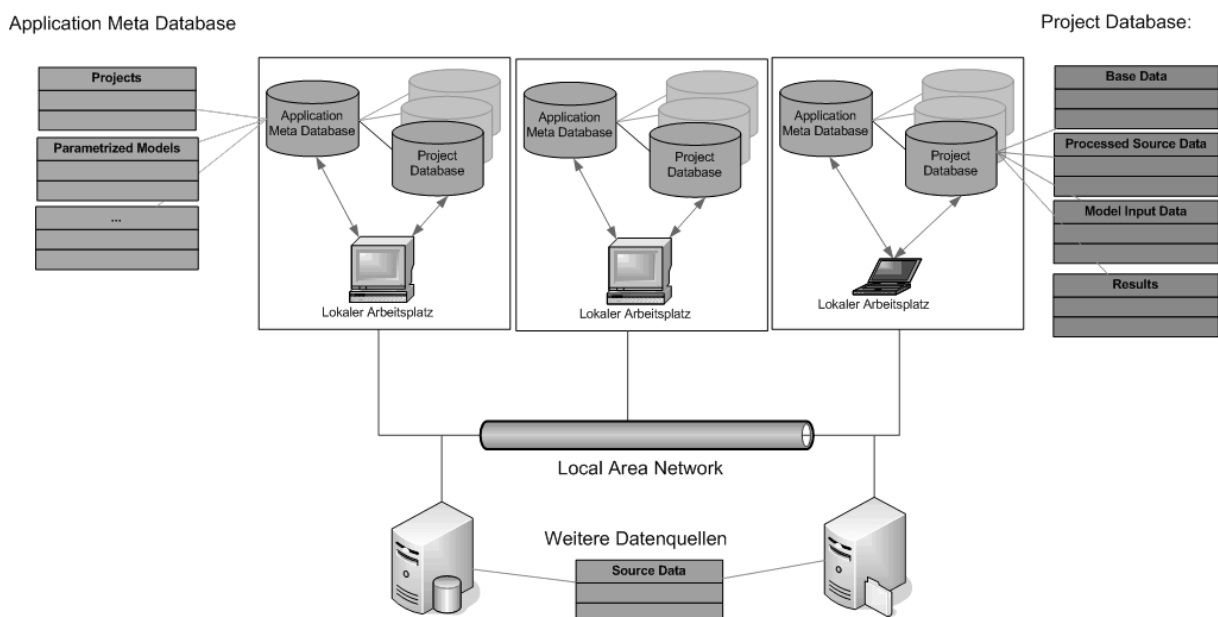 Application Meta Database
Project Database:
Projects
Parametrized Models
...
Application
Meta Database
Project
Database
Lokaler Arbeitsplatz
Application
Meta Database
Project
Database
Lokaler Arbeitsplatz
Application
Meta Database
Project
Database
Lokaler Arbeitsplatz
Base Data
Processed Source Data
Model Input Data
Results
Local Area Network
Weitere Datenquellen
Source Data